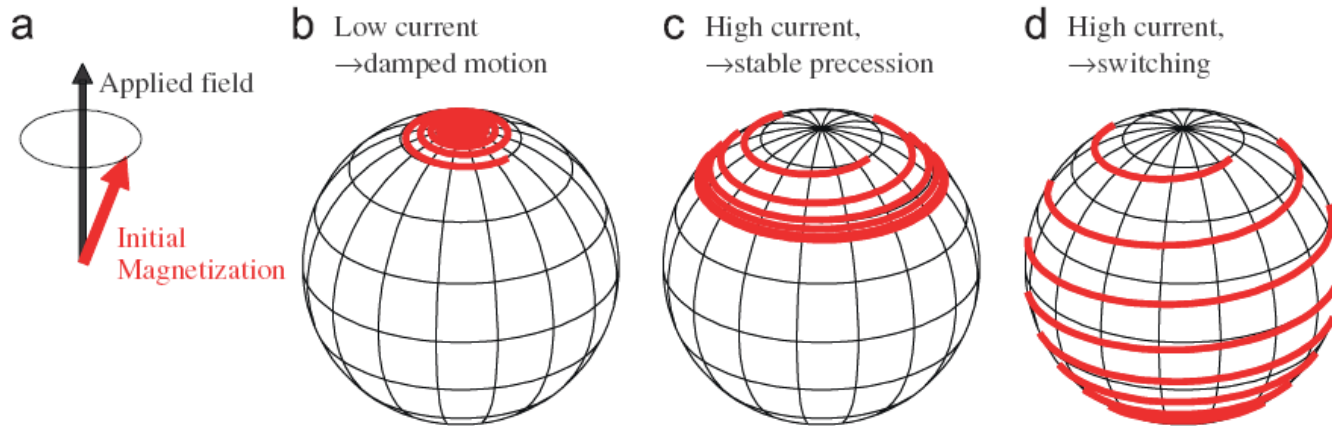 a
Applied field
Initial
Magnetization
b Low current
→damped motion
c High current,
→stable precession
d High current,
→switching